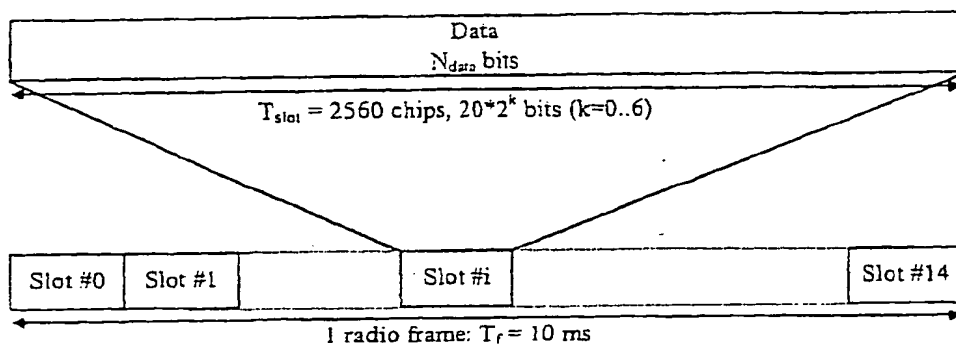 Data
N_data bits
T_slot = 2560 chips, 20*2^k bits (k=0..6)
Slot #0 Slot #1 Slot #i Slot #14
1 radio frame: T_f = 10 ms